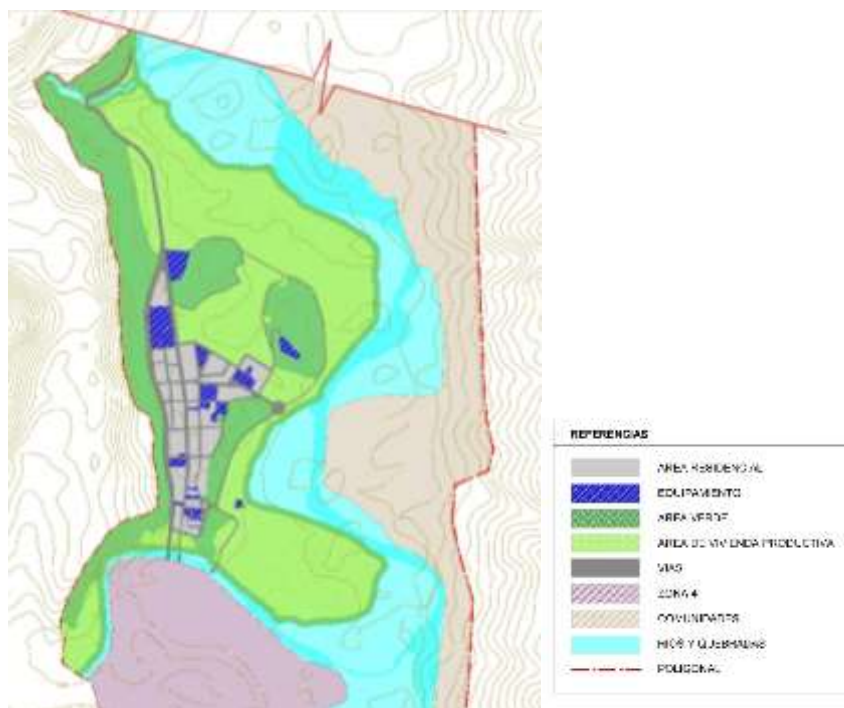 REFERENCIAS
AREA RESIDENCIAL
EQUIPAMIENTO
AREA VERDE
AREA DE VIVIENDA PRODUCTIVA
VIAS
ZONA 4
COMUNIDADES
RIOS Y QUEBRADAS
POLIGONAL